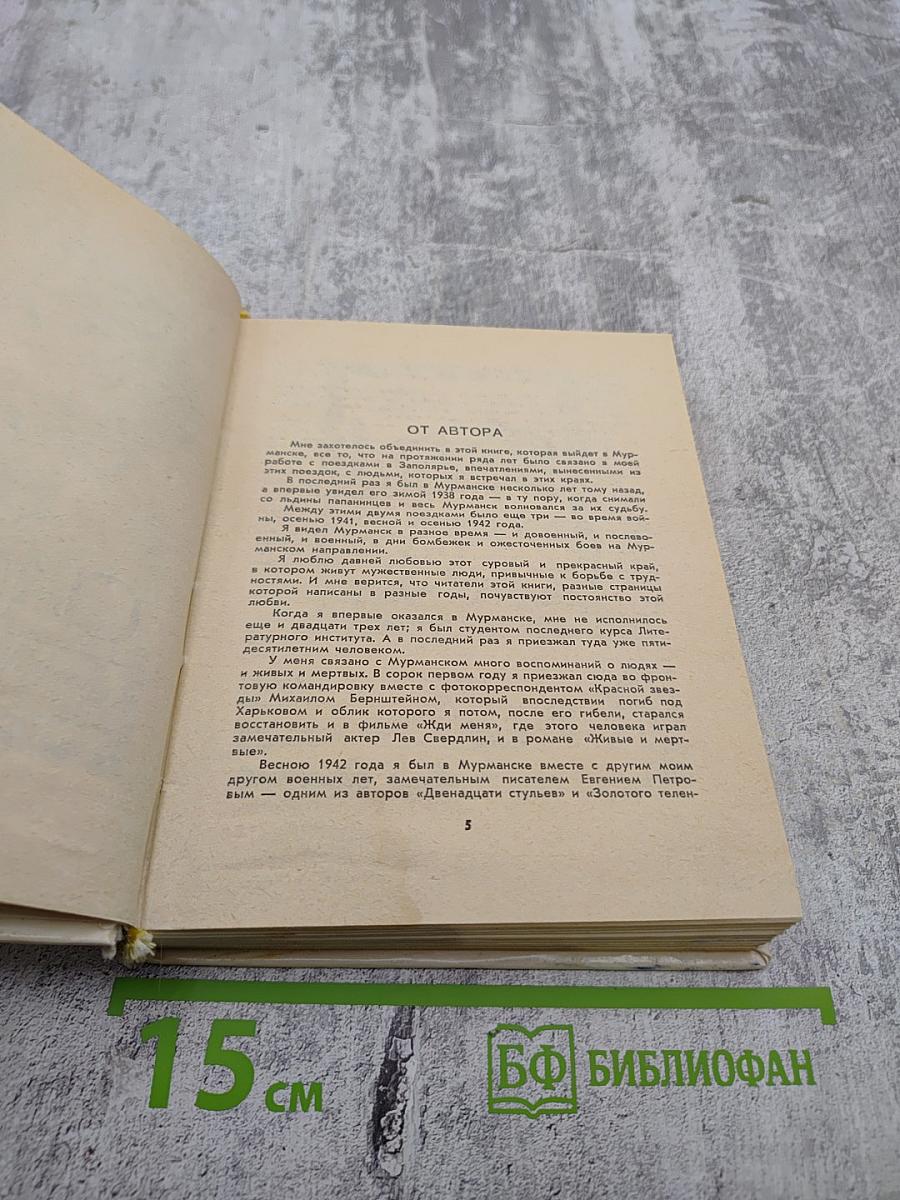 ОТ АВТОРА
Мне захотелось объединить в этой книге, которая выйдет в Мур-
манске, все то, что на протяжении ряда лет было связано в моей
работе с поездками в Заполярье, впечатлениями, вынесенными из
этих поездок, с людьми, которых я встречал в этих краях.
В последний раз я был в Мурманске несколько лет тому назад,
а впервые увидел его зимой 1938 года — в ту пору, когда снимали
со льдины папанинцев и весь Мурманск волновался за их судьбу.
Между этими двумя поездками было еще три — во время вой-
ны, осенью 1941, весной и осенью 1942 года.
Я видел Мурманск в разное время — и довоенный, и послево-
енный, и военный, в дни бомбежек и ожесточенных боев на Мур-
манском направлении.
Я люблю давней любовью этот суровый и прекрасный край,
в котором живут мужественные люди, привычные к борьбе с труд-
ностями. И мне верится, что читатели этой книги, разные страницы
которой написаны в разные годы, почувствуют постоянство этой
любви.
Когда я впервые оказался в Мурманске, мне не исполнилось
еще и двадцати трех лет; я был студентом последнего курса Лите-
ратурного института. А в последний раз я приезжал туда уже пяти-
десятилетним человеком.
У меня связано с Мурманском много воспоминаний о людях —
и живых и мертвых. В сорок первом году я приезжал сюда во фрон-
товую командировку вместе с фотокорреспондентом «Красной звез-
ды» Михаилом Бернштейном, который впоследствии погиб под
Харьковом и облик которого я потом, после его гибели, старался
восстановить и в фильме «Жди меня», где этого человека играл
замечательный актер Лев Свердлин, и в романе «Живые и мерт-
вые».
Весною 1942 года я был в Мурманске вместе с другим моим
другом военных лет, замечательным писателем Евгением Петро-
вым — одним из авторов «Двенадцати стульев» и «Золотого телен-
5
15 см
БФ БИБЛИОФАН